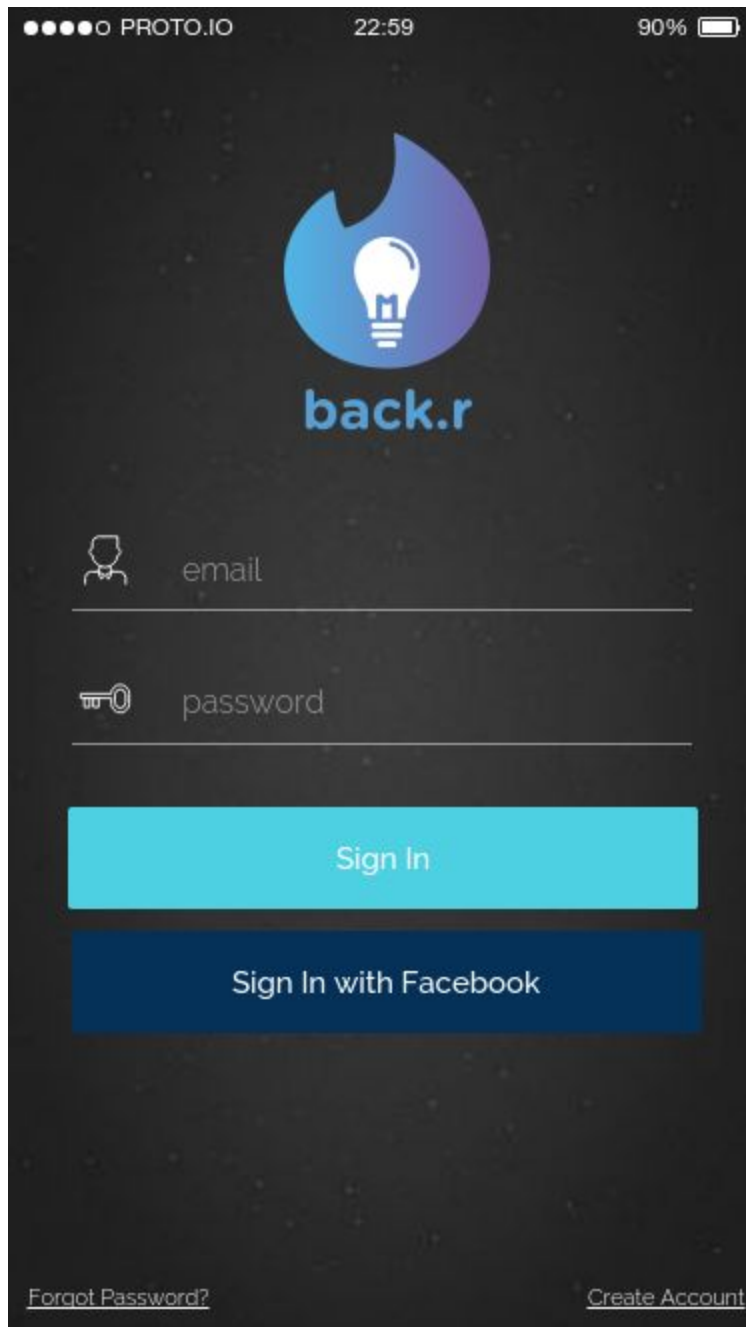 PROTO.IO 22:59 90%
back.r
email
password
Sign In
Sign In with Facebook
Forgot Password? Create Account